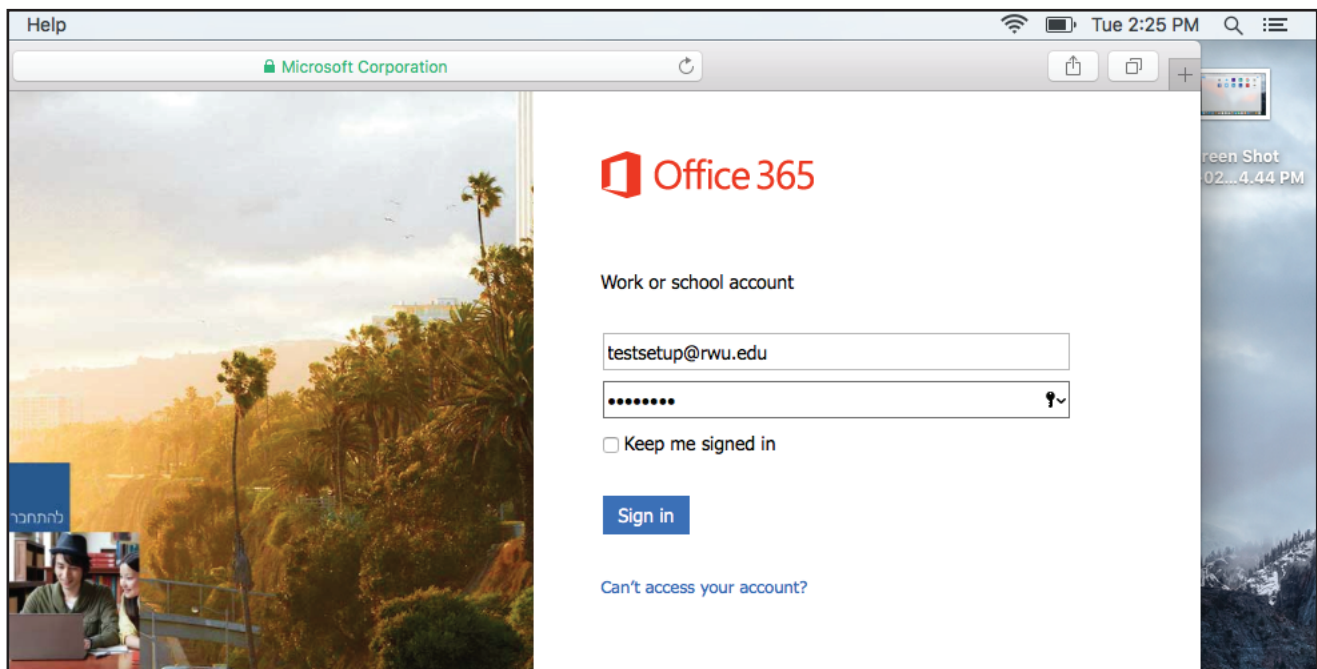 Help
Tue 2:25 PM
Microsoft Corporation
Office 365
reen Shot
-02...4.44 PM
Work or school account
testsetup@rwu.edu
••••••••
Keep me signed in
להתחבר
Sign in
Can't access your account?